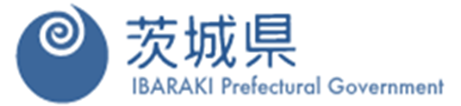 茨城県
IBARAKI Prefectural Government